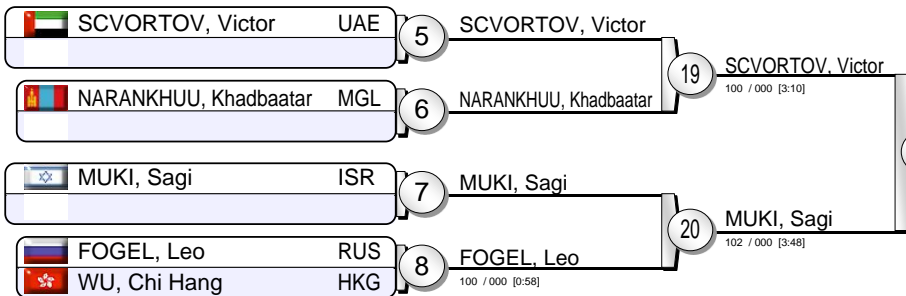 SCVORTOV, Victor UAE
5
SCVORTOV, Victor
NARANKHUU, Khadbaatar MGL
6
NARANKHUU, Khadbaatar
19
SCVORTOV, Victor
100 / 000 [3:10]
MUKI, Sagi ISR
7
MUKI, Sagi
FOGEL, Leo RUS
WU, Chi Hang HKG
8
FOGEL, Leo
100 / 000 [0:58]
20
MUKI, Sagi
102 / 000 [3:48]